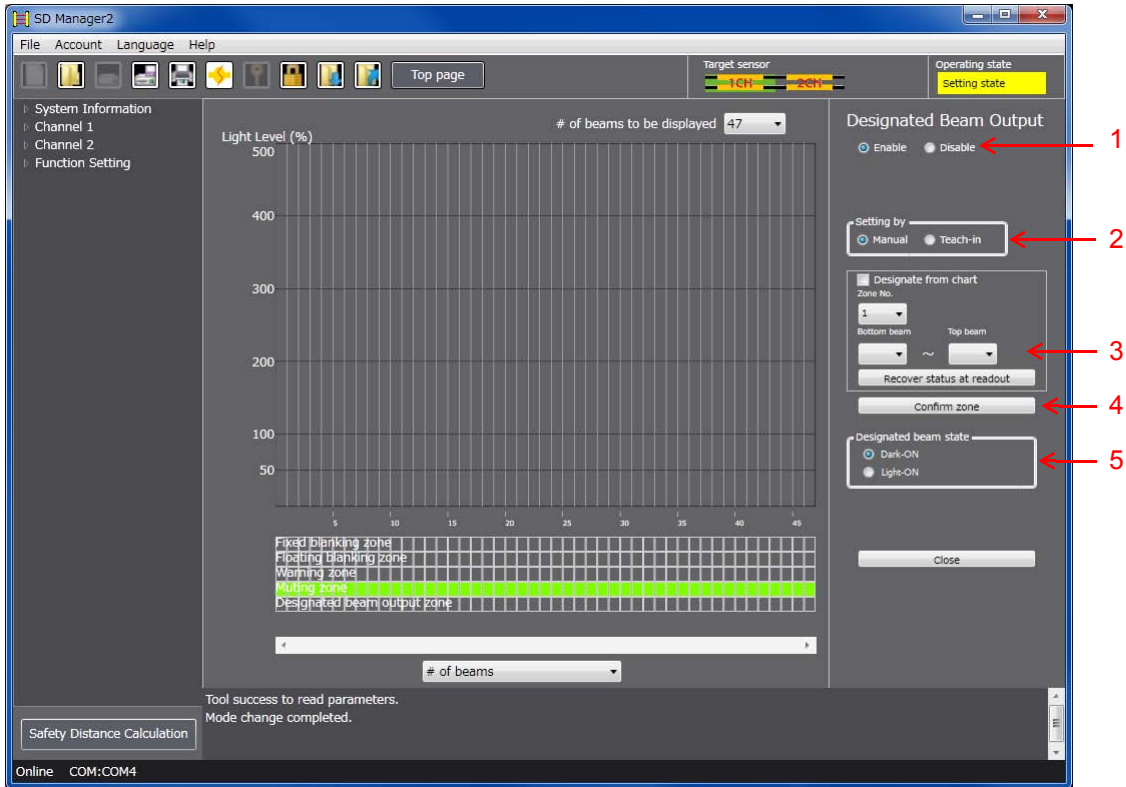 SD Manager2
File Account Language Help
Top page
Target sensor
1CH 2CH
Operating state
Setting state
System Information
Channel 1
Channel 2
Function Setting
# of beams to be displayed 47
Light Level (%)
500
400
300
200
100
50
5 10 15 20 25 30 35 40 45
Fixed blanking zone
Floating blanking zone
Warning zone
Muting zone
Designated beam output zone
# of beams
Designated Beam Output
Enable Disable
1
Setting by
Manual Teach-in
2
Designate from chart
Zone No.
1
Bottom beam Top beam
~
3
Recover status at readout
Confirm zone
4
Designated beam state
Dark-ON
Light-ON
5
Close
Tool success to read parameters.
Mode change completed.
Safety Distance Calculation
Online COM:COM4